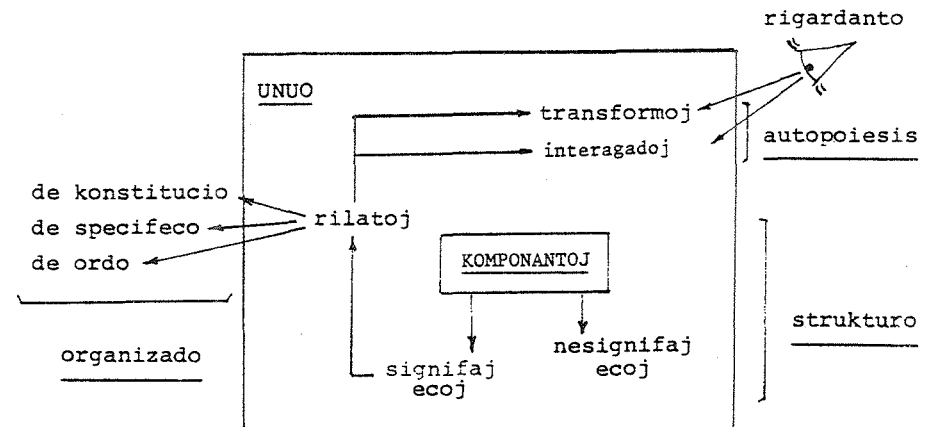 rigardanto
UNUO
transformoj
interagadoj
autopoiesis
de konstitucio
de specifeco
de ordo
rilatoj
KOMPONANTOJ
strukturo
organizado
signifaj
ecoj
nesignifaj
ecoj